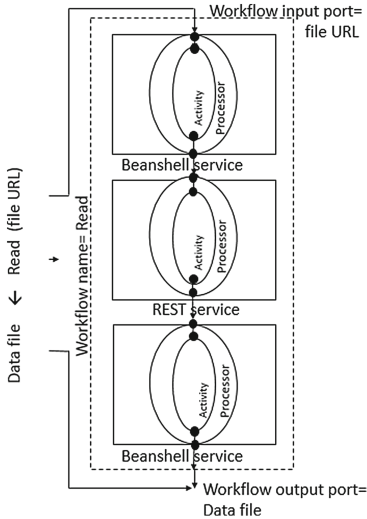 Workflow input port=
file URL
Activity
Processor
Beanshell service
Activity
Processor
REST service
Activity
Processor
Beanshell service
Workflow output port=
Data file
Workflow name= Read
Data file ← Read (file URL)